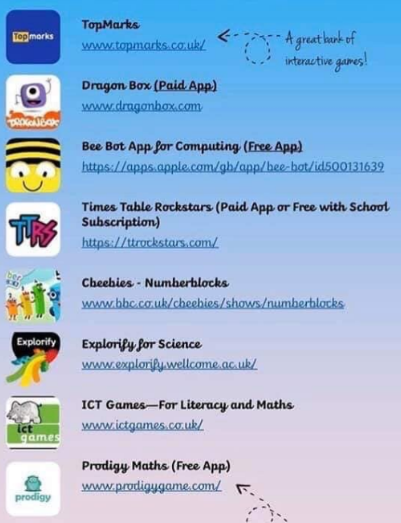 Top marks
TopMarks
www.topmarks.co.uk/
A great bank of
interactive games!
DRAGONBOX
Dragon Box (Paid App)
www.dragonbox.com
Bee Bot App for Computing (Free App)
https://apps.apple.com/gb/app/bee-bot/id500131639
TTRS
Times Table Rockstars (Paid App or Free with School
Subscription)
https://ttrockstars.com/
Cbeebies - Numberblocks
www.bbc.co.uk/cbeebies/shows/numberblocks
Explorify
Explorify for Science
www.explorify.wellcome.ac.uk/
ict
games
ICT Games—For Literacy and Maths
www.ictgames.co.uk/
prodigy
Prodigy Maths (Free App)
www.prodigygame.com/